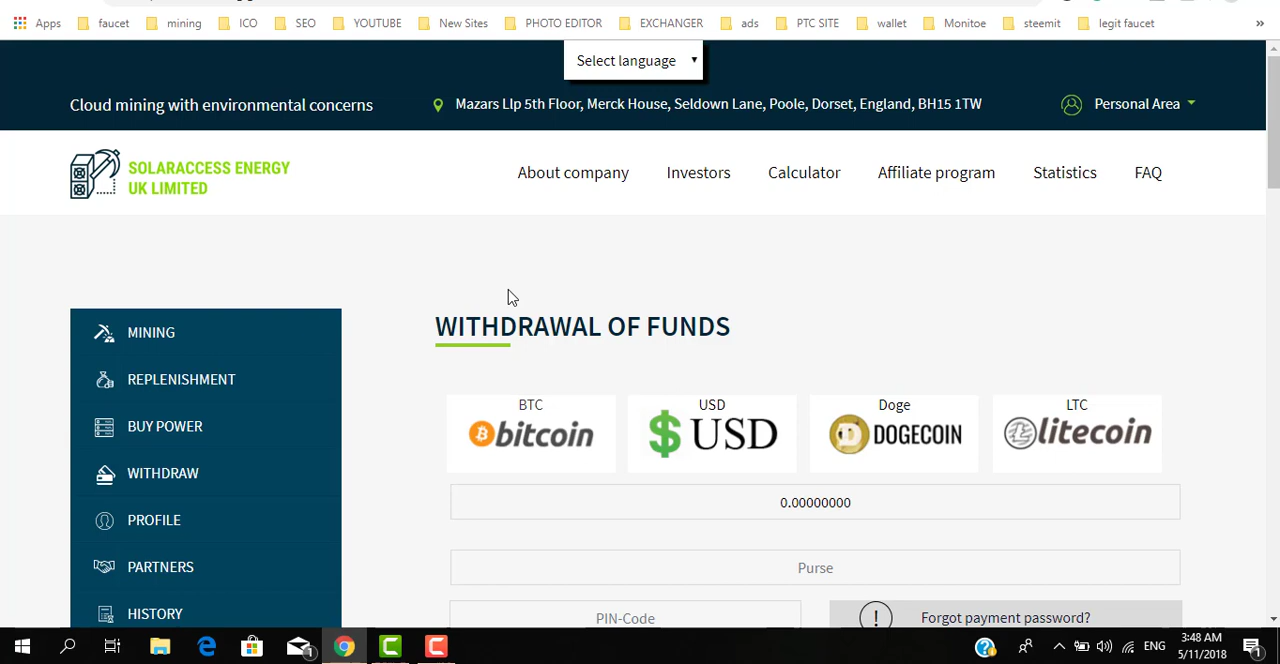 Apps faucet mining ICO SEO YOUTUBE New Sites PHOTO EDITOR EXCHANGER ads PTC SITE wallet Monitoe steemit legit faucet »
Select language
Cloud mining with environmental concerns Mazars Llp 5th Floor, Merck House, Seldown Lane, Poole, Dorset, England, BH15 1TW Personal Area
SOLARACCESS ENERGY
UK LIMITED
About company Investors Calculator Affiliate program Statistics FAQ
WITHDRAWAL OF FUNDS
MINING
REPLENISHMENT
BUY POWER
WITHDRAW
PROFILE
PARTNERS
HISTORY
BTC USD Doge LTC
bitcoin $ USD DOGECOIN litecoin
0.00000000
Purse
PIN-Code ! Forgot payment password?
ENG 3:48 AM
5/11/2018